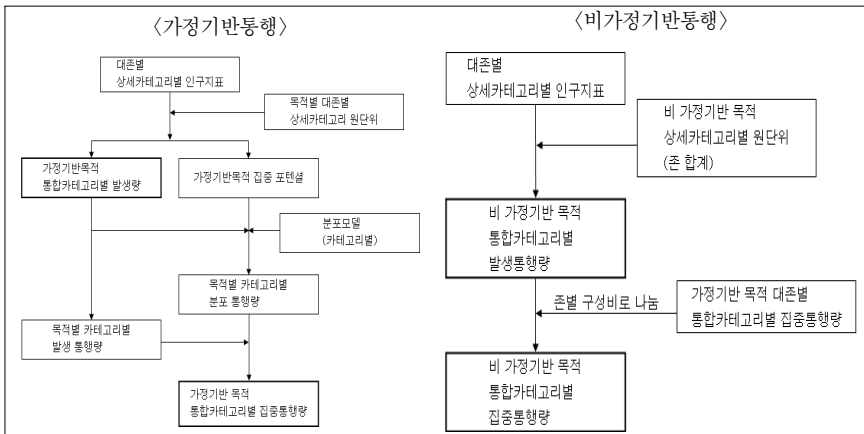 〈가정기반통행〉
대존별
상세카테고리별 인구지표
목적별 대존별
상세카테고리 원단위
가정기반목적
통합카테고리별 발생량
가정기반목적 집중 포텐셜
분포모델
(카테고리별)
목적별 카테고리별
분포 통행량
목적별 카테고리별
발생 통행량
가정기반 목적
통합카테고리별 집중통행량
〈비가정기반통행〉
대존별
상세카테고리별 인구지표
비 가정기반 목적
상세카테고리별 원단위
(존 합계)
비 가정기반 목적
통합카테고리별
발생통행량
존별 구성비로 나눔
가정기반 목적 대존별
통합카테고리별 집중통행량
비 가정기반 목적
통합카테고리별
집중통행량